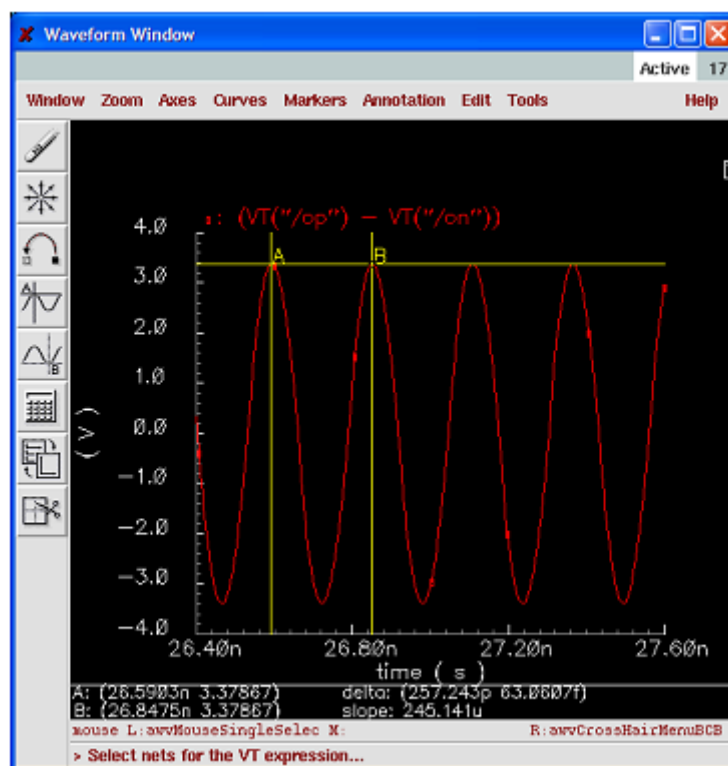 Waveform Window
Active 17
Window Zoom Axes Curves Markers Annotation Edit Tools Help
: (VT("/op") − VT("/on"))
4.0
A B
3.0
2.0
1.0
0.0
(V)
−1.0
−2.0
−3.0
−4.0
26.40n 26.80n 27.20n 27.60n
time ( s )
A: (26.5903n 3.37867) delta: (257.243p 63.0607f)
B: (26.8475n 3.37867) slope: 245.141u
mouse L:awvMouseSingleSelec M: R:awvCrossHairMenuBCB
> Select nets for the VT expression...